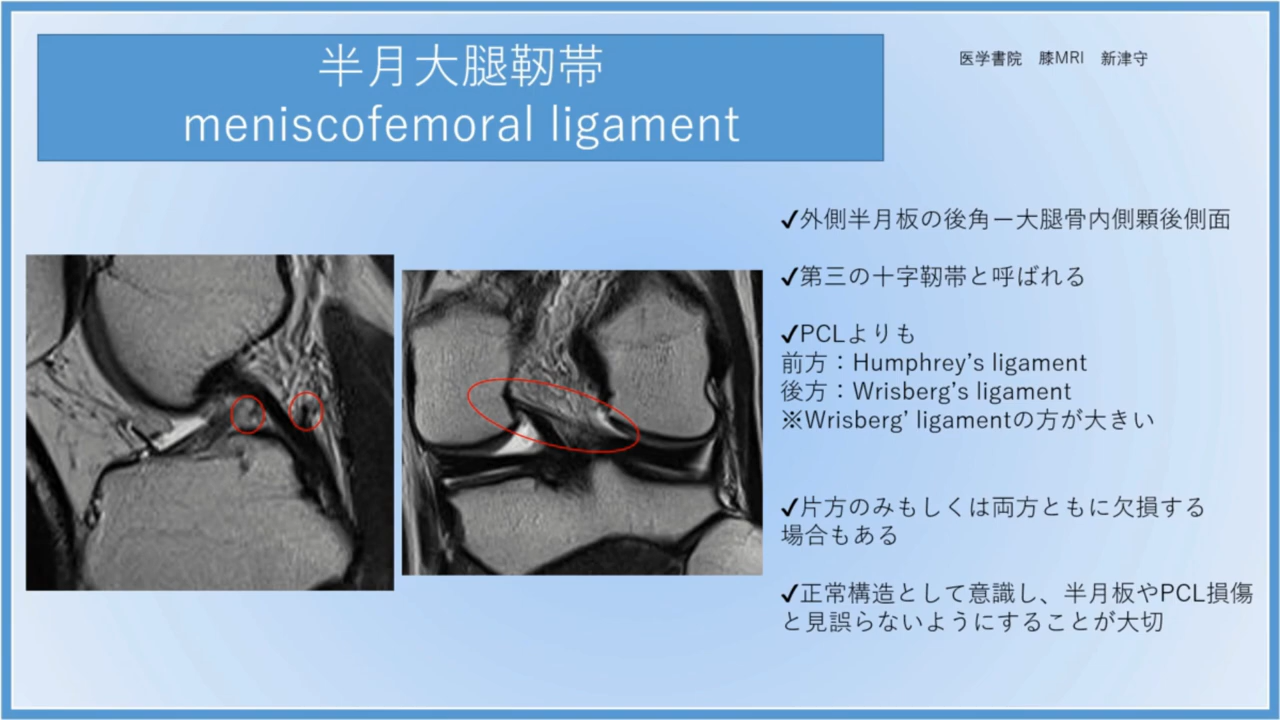 半月大腿靭帯
meniscofemoral ligament
医学書院　膝MRI　新津守
✓外側半月板の後角ー大腿骨内側顆後側面
✓第三の十字靭帯と呼ばれる
✓PCLよりも
前方：Humphrey’s ligament
後方：Wrisberg’s ligament
※Wrisberg’ ligamentの方が大きい
✓片方のみもしくは両方ともに欠損する
場合もある
✓正常構造として意識し、半月板やPCL損傷
と見誤らないようにすることが大切